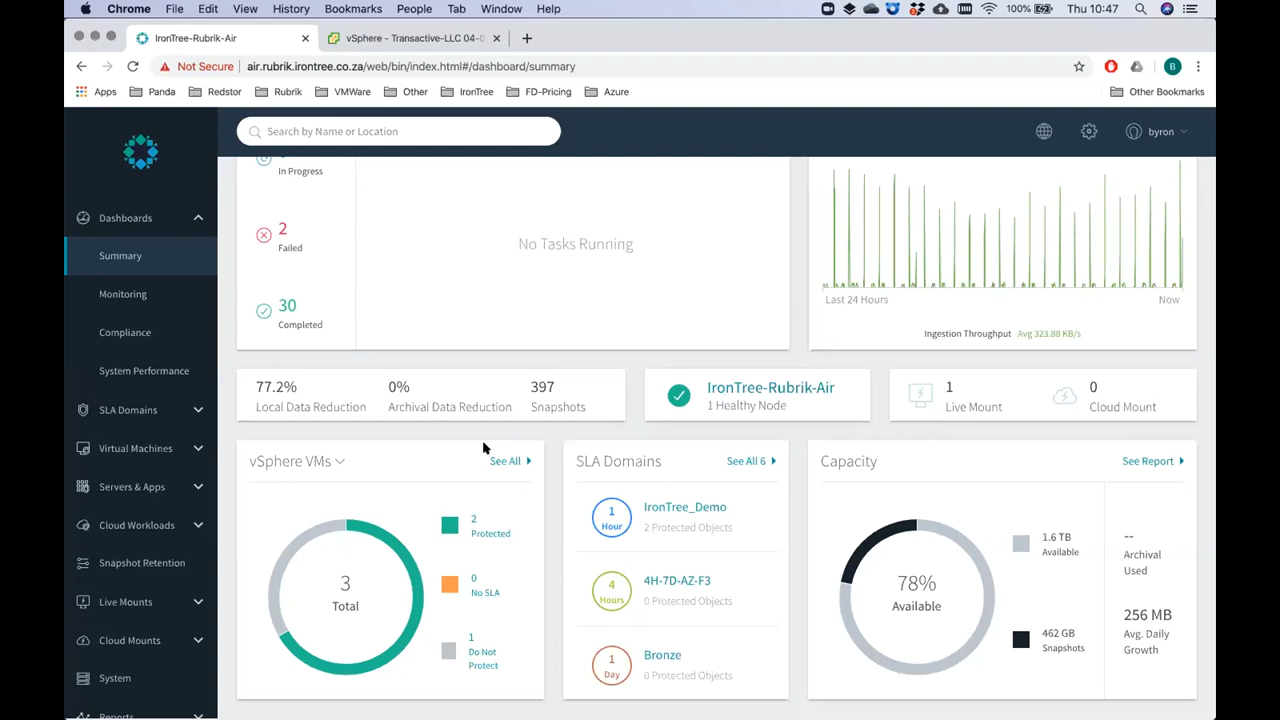 Chrome File Edit View History Bookmarks People Tab Window Help 100% Thu 10:47
IronTree-Rubrik-Air vSphere - Transactive-LLC 04-
Not Secure air.rubrik.irontree.co.za/web/bin/index.html#/dashboard/summary B
Apps Panda Redstor Rubrik VMWare Other IronTree FD-Pricing Azure Other Bookmarks
Search by Name or Location byron
Dashboards
Summary
Monitoring
Compliance
System Performance
SLA Domains
Virtual Machines
Servers & Apps
Cloud Workloads
Snapshot Retention
Live Mounts
Cloud Mounts
System
Reports
In Progress
2
Failed
30
Completed
No Tasks Running
Last 24 Hours Now
Ingestion Throughput Avg 323.88 KB/s
77.2% 0% 397
Local Data Reduction Archival Data Reduction Snapshots
IronTree-Rubrik-Air
1 Healthy Node
1 0
Live Mount Cloud Mount
vSphere VMs See All
3
Total
2
Protected
0
No SLA
1
Do Not
Protect
SLA Domains See All 6
1
Hour
IronTree_Demo
2 Protected Objects
4
Hours
4H-7D-AZ-F3
0 Protected Objects
1
Day
Bronze
0 Protected Objects
Capacity See Report
78%
Available
1.6 TB
Available
462 GB
Snapshots
--
Archival
Used
256 MB
Avg. Daily
Growth